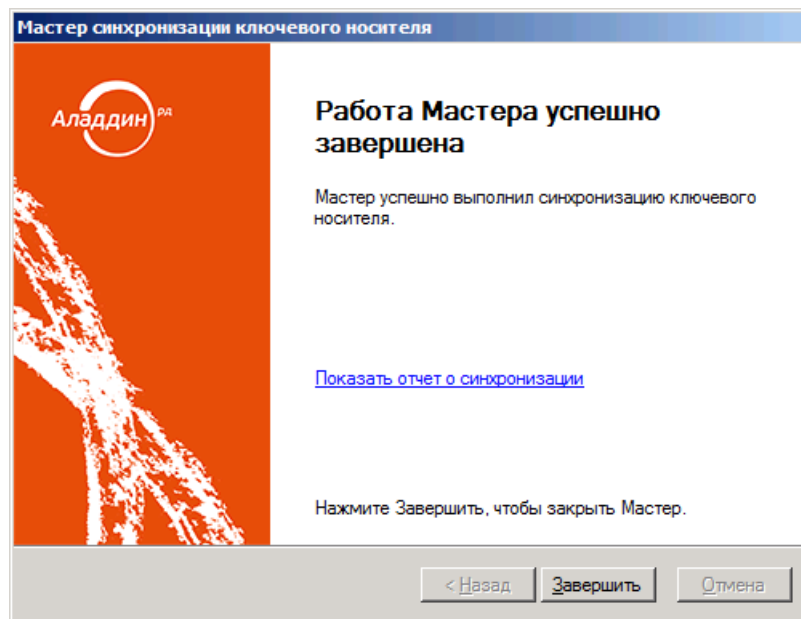 Мастер синхронизации ключевого носителя
Аладдин РД
Работа Мастера успешно
завершена
Мастер успешно выполнил синхронизацию ключевого
носителя.
Показать отчет о синхронизации
Нажмите Завершить, чтобы закрыть Мастер.
< Назад Завершить Отмена